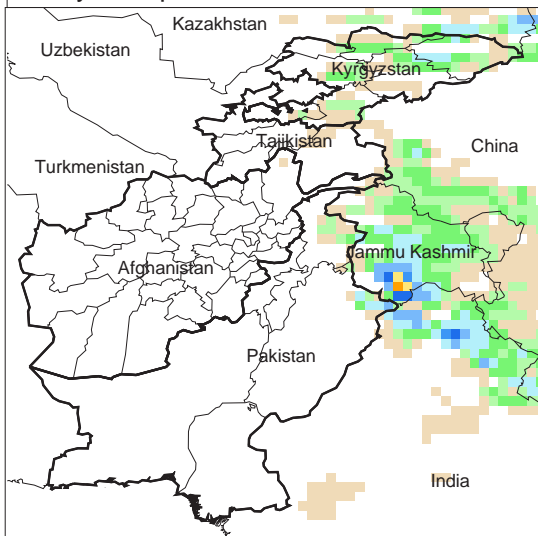 Kazakhstan
Uzbekistan
Kyrgyzstan
Tajikistan
China
Turkmenistan
Jammu Kashmir
Afghanistan
Pakistan
India